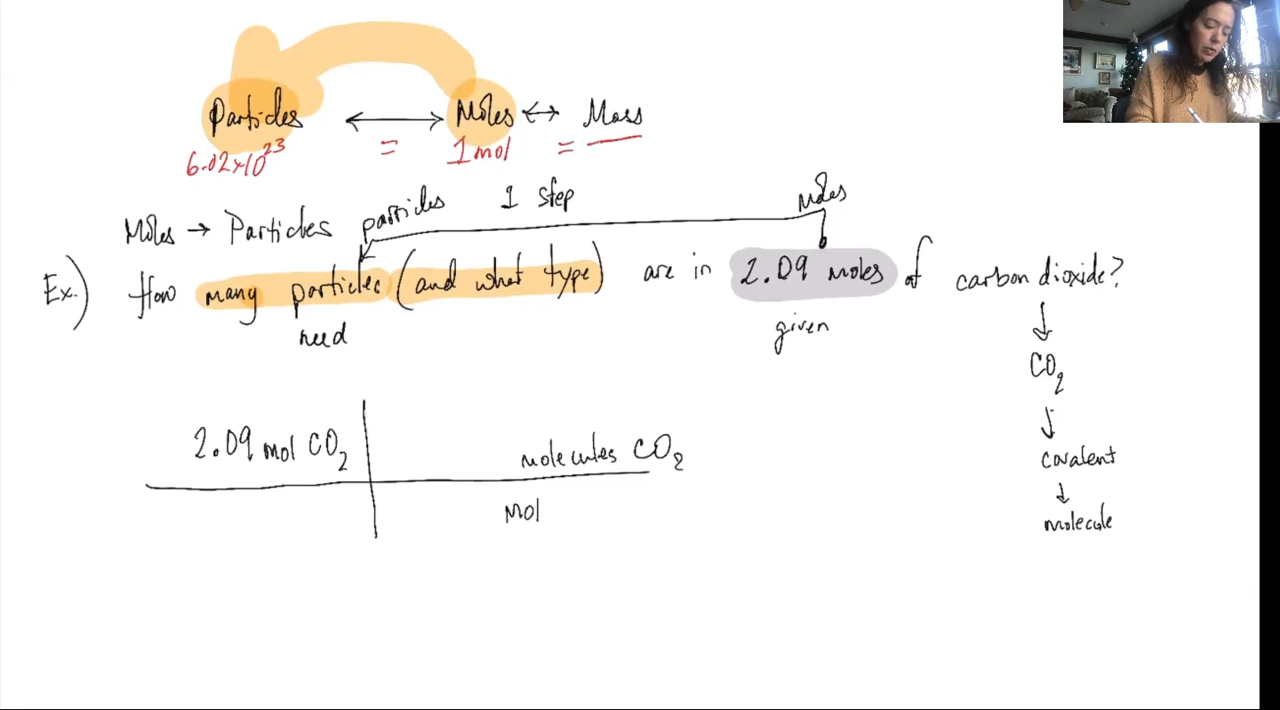 Particles ⟷ Moles ↔ Mass
6.02×10²³ = 1 mol =
Moles → Particles particles 1 step Moles
Ex.) How many particles (and what type) are in 2.09 moles of carbon dioxide?
need given
↓
CO₂
↓
covalent
↓
molecule
2.09 mol CO₂ molecules CO₂
mol